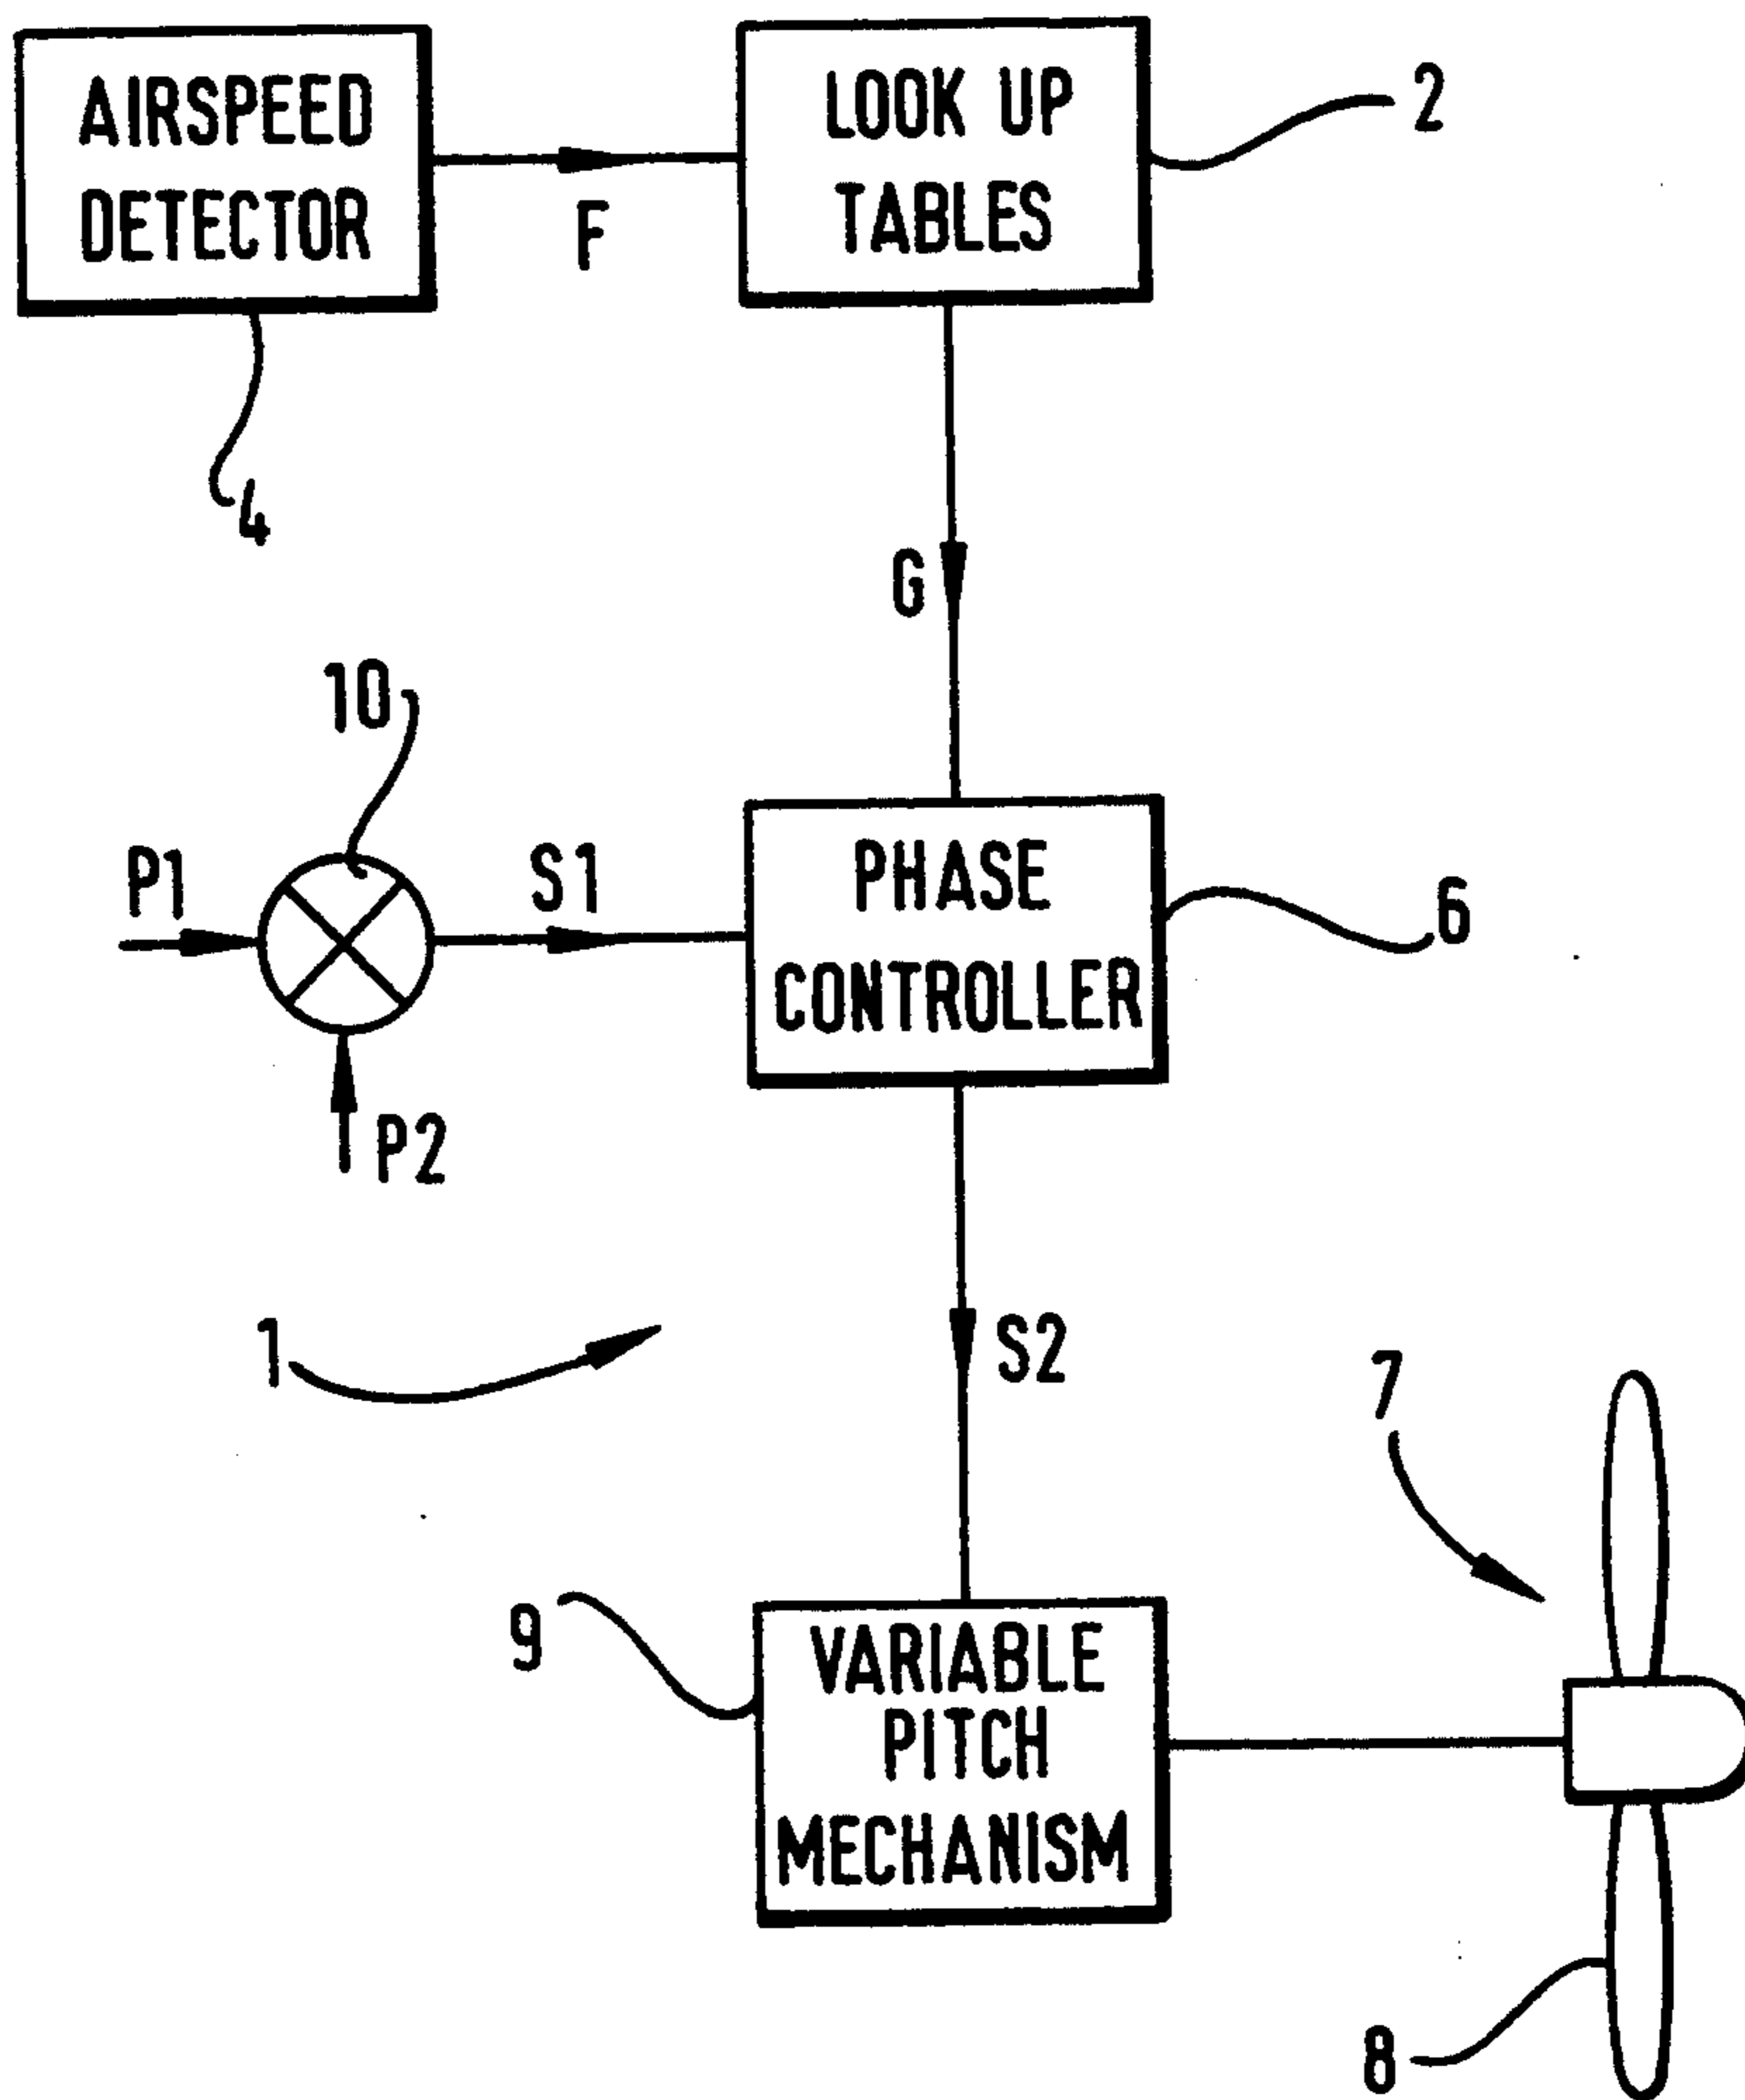 AIRSPEED
DETECTOR
LOOK UP
TABLES
2
F
4
G
10
P1
S1
PHASE
CONTROLLER
6
P2
1
S2
7
9
VARIABLE
PITCH
MECHANISM
8